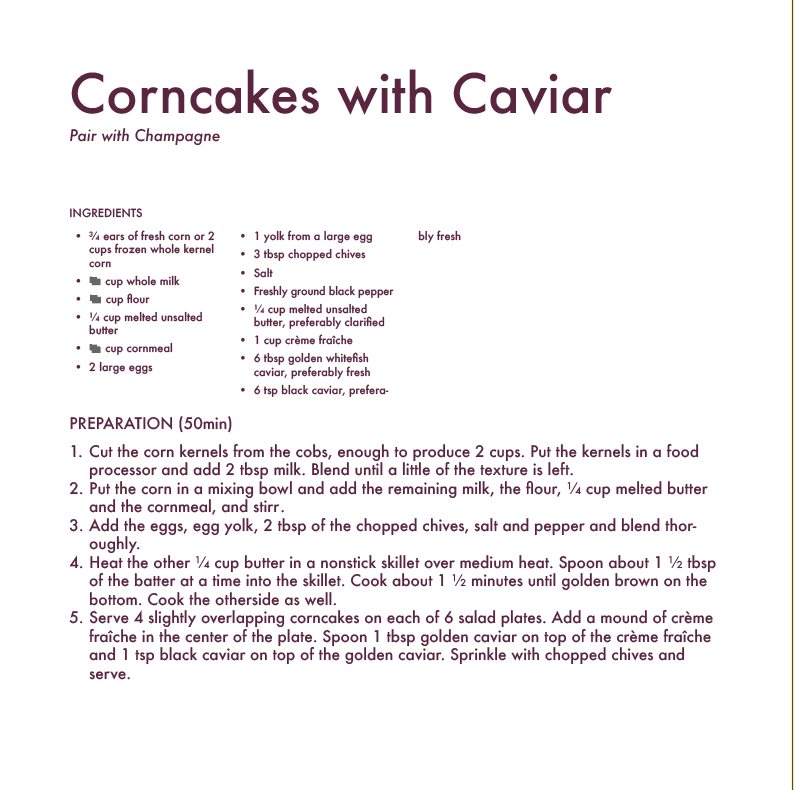 Corncakes with Caviar
Pair with Champagne
INGREDIENTS
• ¾ ears of fresh corn or 2
cups frozen whole kernel
corn
• cup whole milk
• cup flour
• ¼ cup melted unsalted
butter
• cup cornmeal
• 2 large eggs
• 1 yolk from a large egg
• 3 tbsp chopped chives
• Salt
• Freshly ground black pepper
• ¼ cup melted unsalted
butter, preferably clarified
• 1 cup crème fraîche
• 6 tbsp golden whitefish
caviar, preferably fresh
• 6 tsp black caviar, prefera-
bly fresh
PREPARATION (50min)
1. Cut the corn kernels from the cobs, enough to produce 2 cups. Put the kernels in a food
processor and add 2 tbsp milk. Blend until a little of the texture is left.
2. Put the corn in a mixing bowl and add the remaining milk, the flour, ¼ cup melted butter
and the cornmeal, and stirr.
3. Add the eggs, egg yolk, 2 tbsp of the chopped chives, salt and pepper and blend thor-
oughly.
4. Heat the other ¼ cup butter in a nonstick skillet over medium heat. Spoon about 1 ½ tbsp
of the batter at a time into the skillet. Cook about 1 ½ minutes until golden brown on the
bottom. Cook the otherside as well.
5. Serve 4 slightly overlapping corncakes on each of 6 salad plates. Add a mound of crème
fraîche in the center of the plate. Spoon 1 tbsp golden caviar on top of the crème fraîche
and 1 tsp black caviar on top of the golden caviar. Sprinkle with chopped chives and
serve.